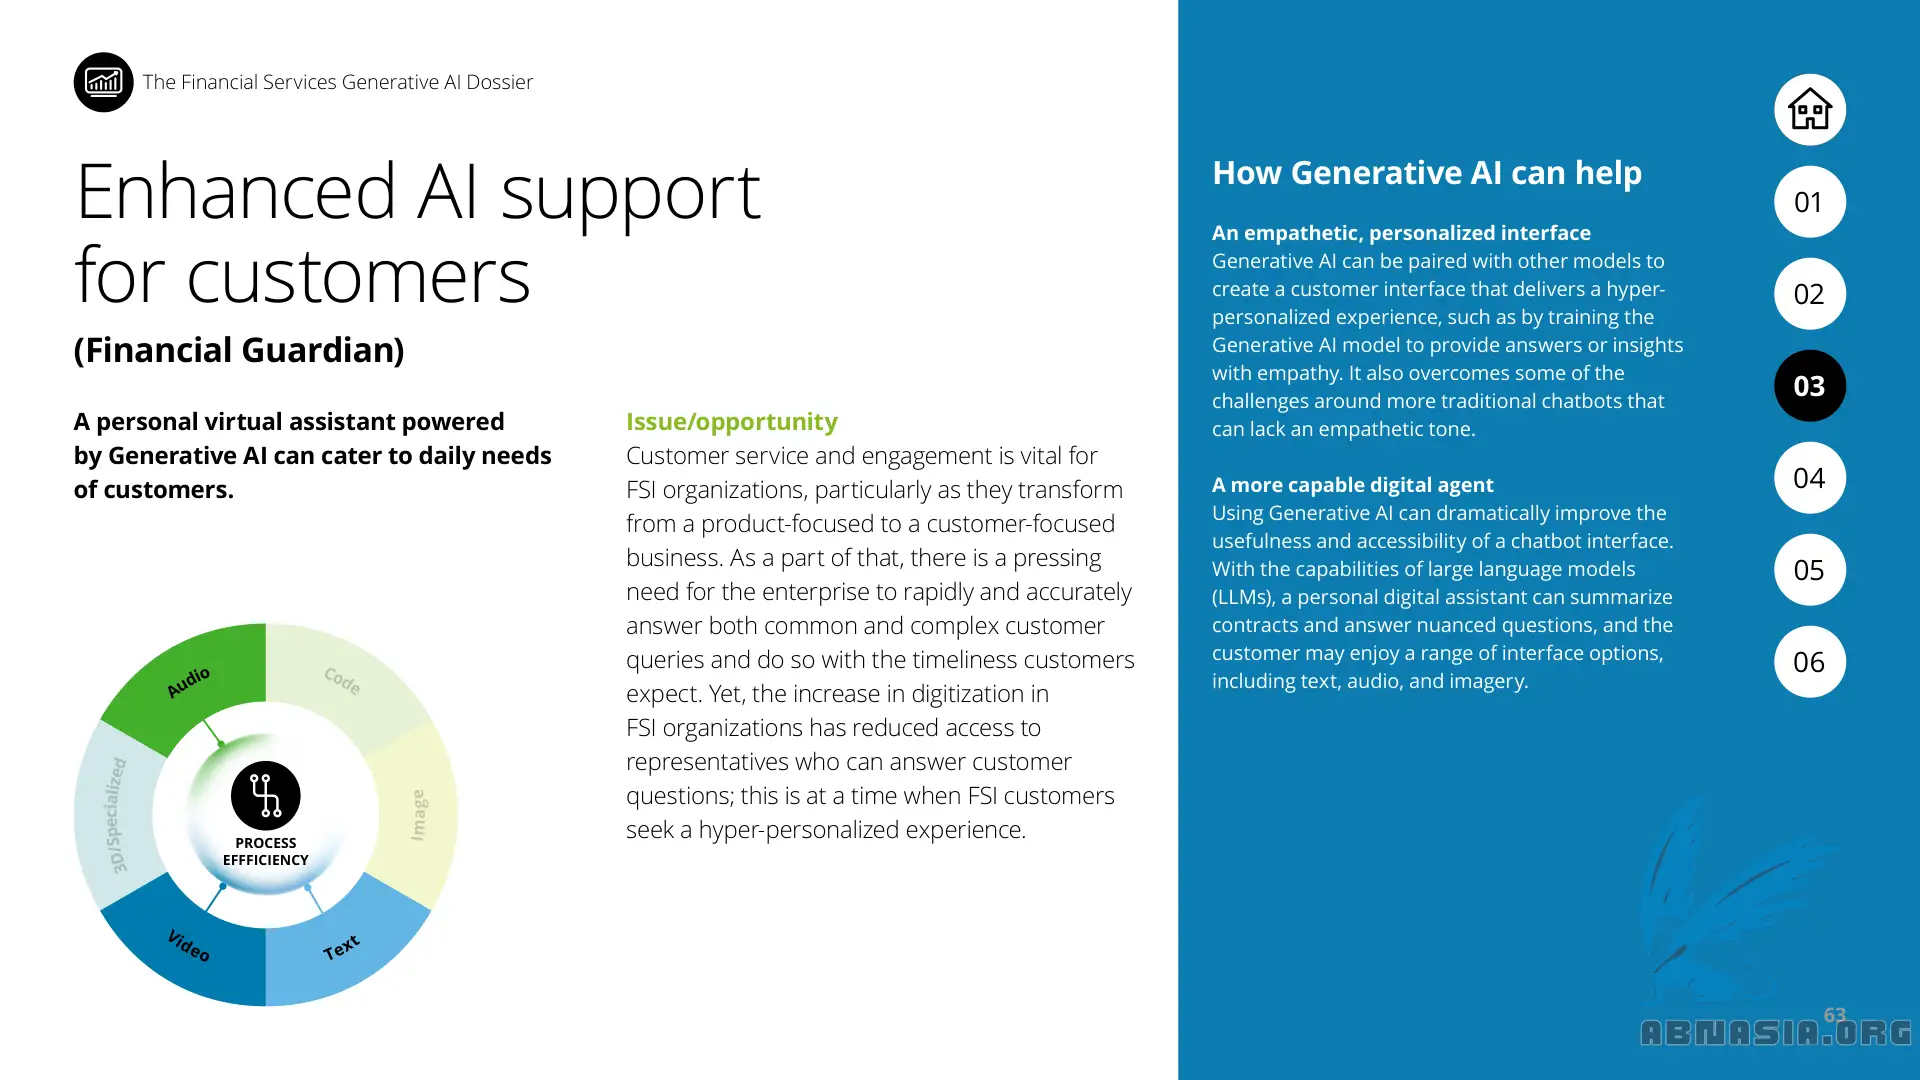 The Financial Services Generative AI Dossier
Enhanced AI support
for customers
(Financial Guardian)
A personal virtual assistant powered
by Generative AI can cater to daily needs
of customers.
Audio
Code
Image
Text
Video
3D/Specialized
PROCESS
EFFFICIENCY
Issue/opportunity
Customer service and engagement is vital for
FSI organizations, particularly as they transform
from a product-focused to a customer-focused
business. As a part of that, there is a pressing
need for the enterprise to rapidly and accurately
answer both common and complex customer
queries and do so with the timeliness customers
expect. Yet, the increase in digitization in
FSI organizations has reduced access to
representatives who can answer customer
questions; this is at a time when FSI customers
seek a hyper-personalized experience.
How Generative AI can help
An empathetic, personalized interface
Generative AI can be paired with other models to
create a customer interface that delivers a hyper-
personalized experience, such as by training the
Generative AI model to provide answers or insights
with empathy. It also overcomes some of the
challenges around more traditional chatbots that
can lack an empathetic tone.
A more capable digital agent
Using Generative AI can dramatically improve the
usefulness and accessibility of a chatbot interface.
With the capabilities of large language models
(LLMs), a personal digital assistant can summarize
contracts and answer nuanced questions, and the
customer may enjoy a range of interface options,
including text, audio, and imagery.
01
02
03
04
05
06
63
ABNASIA.ORG